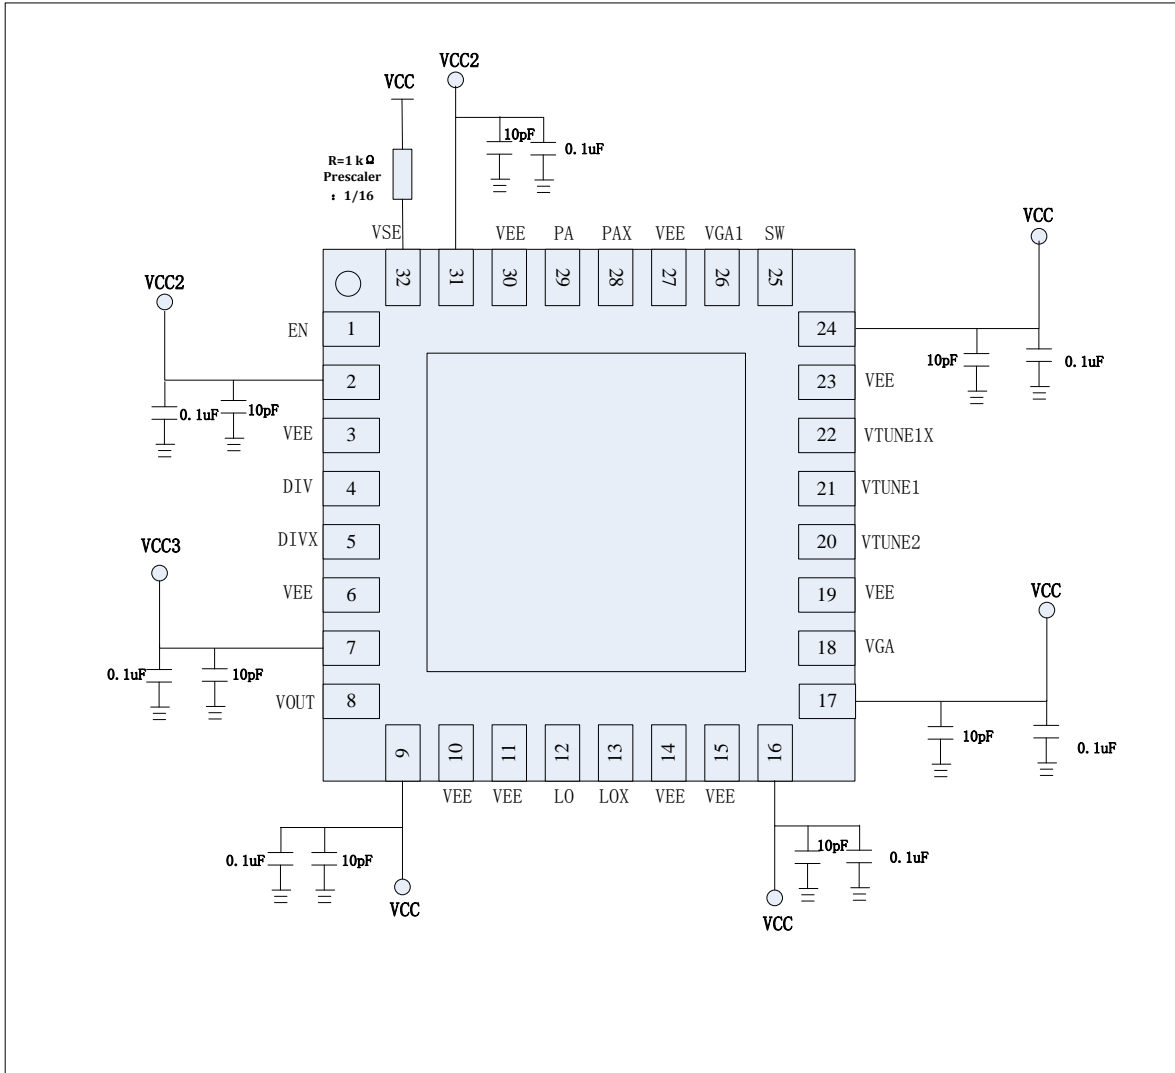 VCC2
VCC
10pF
0.1uF
R=1 kΩ
Prescaler
: 1/16
VSE
VEE
PA
PAX
VEE
VGA1
SW
VCC
32
31
30
29
28
27
26
25
VCC2
EN
1
24
10pF
0.1uF
2
23
VEE
0.1uF
10pF
VEE
3
22
VTUNE1X
DIV
4
21
VTUNE1
VCC3
DIVX
5
20
VTUNE2
VEE
6
19
VEE
VCC
7
18
VGA
0.1uF
10pF
VOUT
8
17
10pF
0.1uF
9
10
11
12
13
14
15
16
VEE
VEE
LO
LOX
VEE
VEE
0.1uF
10pF
10pF
0.1uF
VCC
VCC